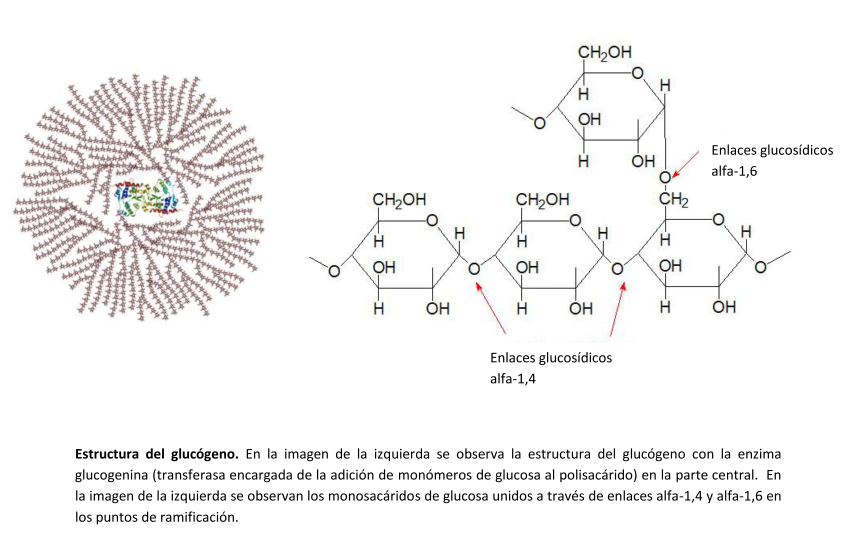 CH2OH
O
H
H
OH
O
H
OH
Enlaces glucosídicos
alfa-1,6
O
CH2OH
CH2OH
CH2
O
O
O
H
H
H
H
H
H
OH
OH
OH
O
O
O
O
H
H
H
OH
OH
OH
Enlaces glucosídicos
alfa-1,4
Estructura del glucógeno. En la imagen de la izquierda se observa la estructura del glucógeno con la enzima
glucogenina (transferasa encargada de la adición de monómeros de glucosa al polisacárido) en la parte central. En
la imagen de la izquierda se observan los monosacáridos de glucosa unidos a través de enlaces alfa-1,4 y alfa-1,6 en
los puntos de ramificación.